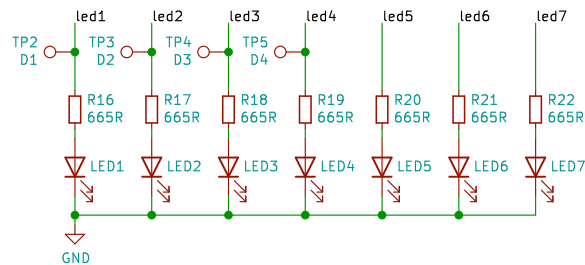 led1 led2 led3 led4 led5 led6 led7
TP2 TP3 TP4 TP5
D1 D2 D3 D4
R16 R17 R18 R19 R20 R21 R22
665R 665R 665R 665R 665R 665R 665R
LED1 LED2 LED3 LED4 LED5 LED6 LED7
GND